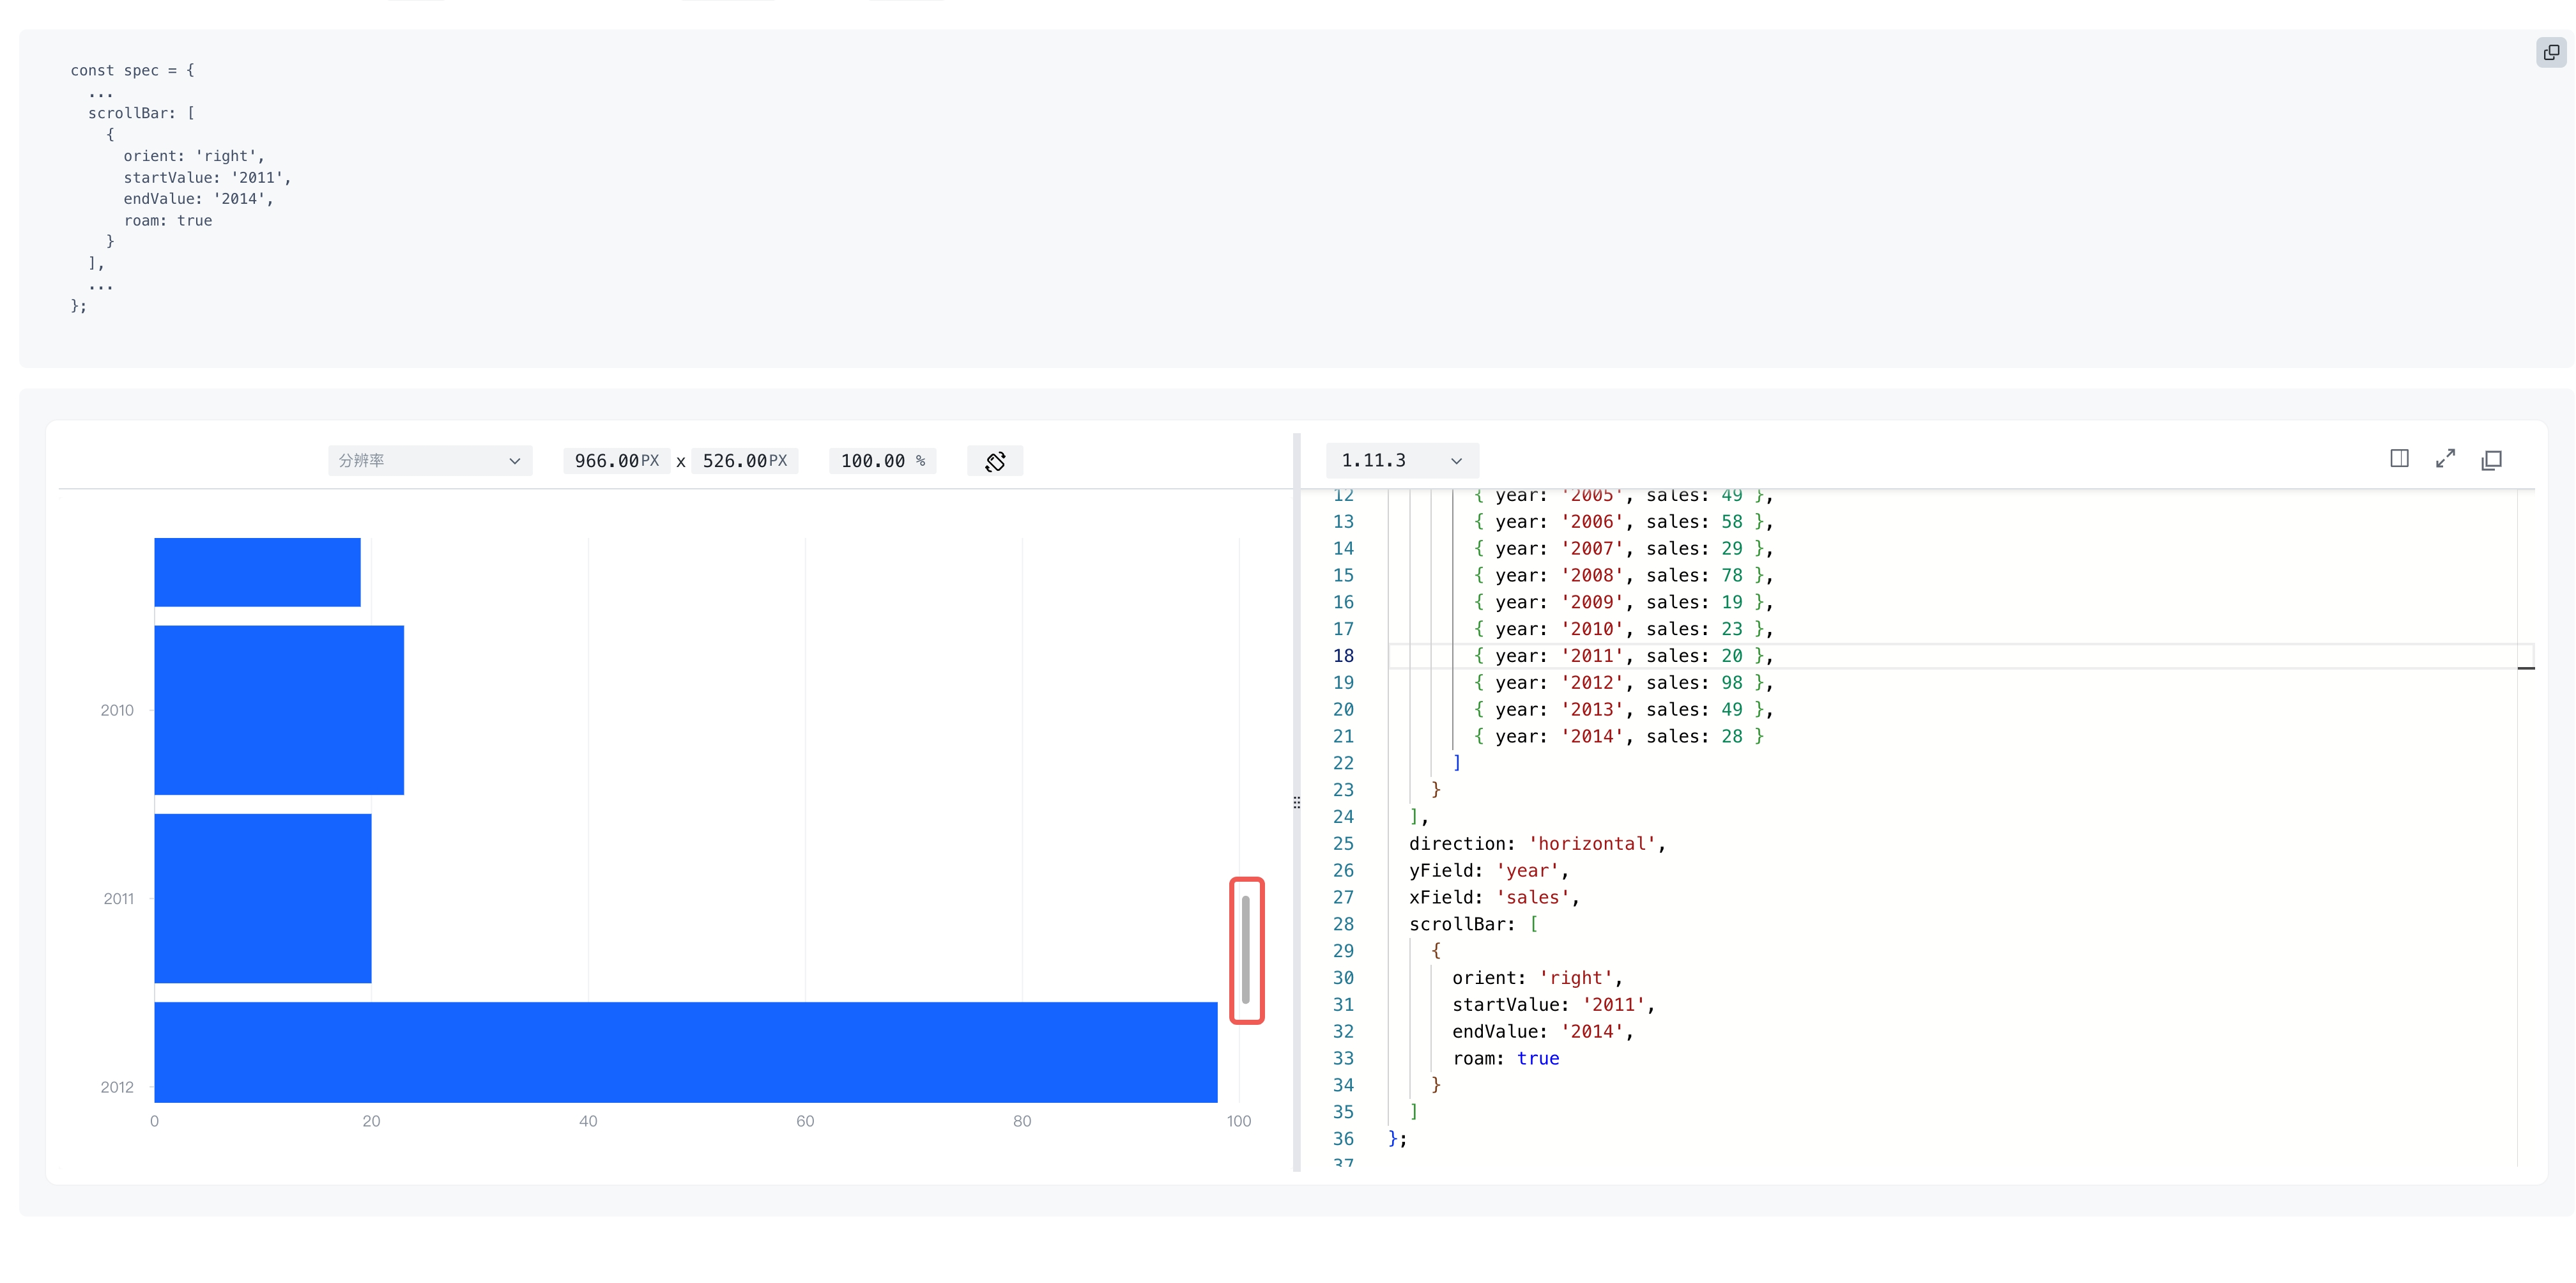 const spec = {
...
scrollBar: [
{
orient: 'right',
startValue: '2011',
endValue: '2014',
roam: true
}
],
...
};
分辨率
966.00PX x 526.00PX
100.00 %
2010
2011
2012
0 20 40 60 80 100
1.11.3
12 { year: '2005', sales: 49 },
13 { year: '2006', sales: 58 },
14 { year: '2007', sales: 29 },
15 { year: '2008', sales: 78 },
16 { year: '2009', sales: 19 },
17 { year: '2010', sales: 23 },
18 { year: '2011', sales: 20 },
19 { year: '2012', sales: 98 },
20 { year: '2013', sales: 49 },
21 { year: '2014', sales: 28 }
22 ]
23 }
24 ],
25 direction: 'horizontal',
26 yField: 'year',
27 xField: 'sales',
28 scrollBar: [
29 {
30 orient: 'right',
31 startValue: '2011',
32 endValue: '2014',
33 roam: true
34 }
35 ]
36 };
37